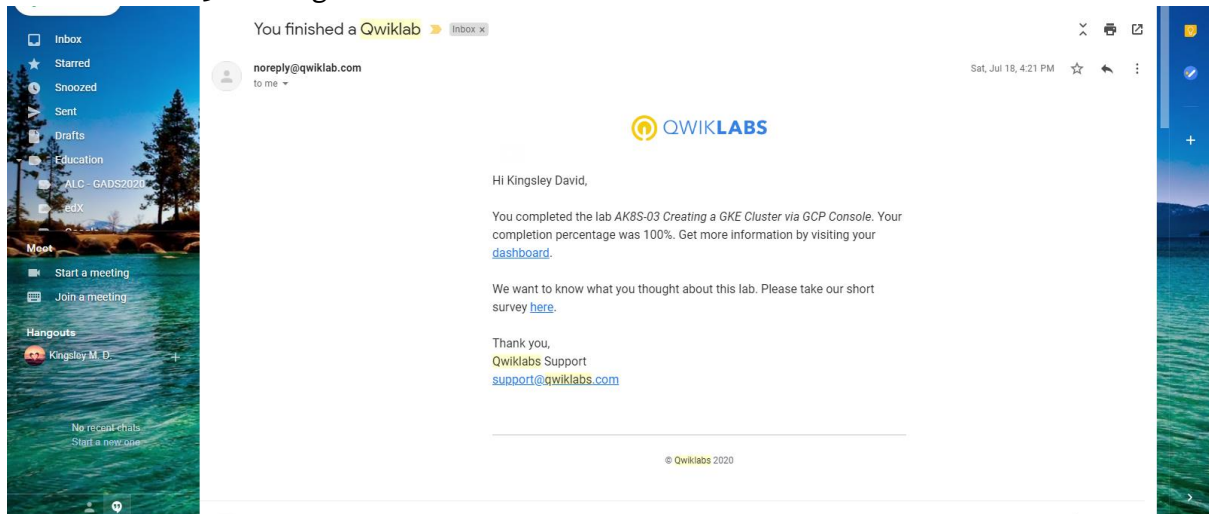 You finished a Qwiklab
Inbox x
Inbox
Starred
Snoozed
Sent
Drafts
Education
ALC - GADS2020
edX
Meet
Start a meeting
Join a meeting
Hangouts
Kingsley M. D.
No recent chats
Start a new one
noreply@qwiklab.com
to me
Sat, Jul 18, 4:21 PM
QWIKLABS
Hi Kingsley David,
You completed the lab AK8S-03 Creating a GKE Cluster via GCP Console. Your
completion percentage was 100%. Get more information by visiting your
dashboard.
We want to know what you thought about this lab. Please take our short
survey here.
Thank you,
Qwiklabs Support
support@qwiklabs.com
© Qwiklabs 2020